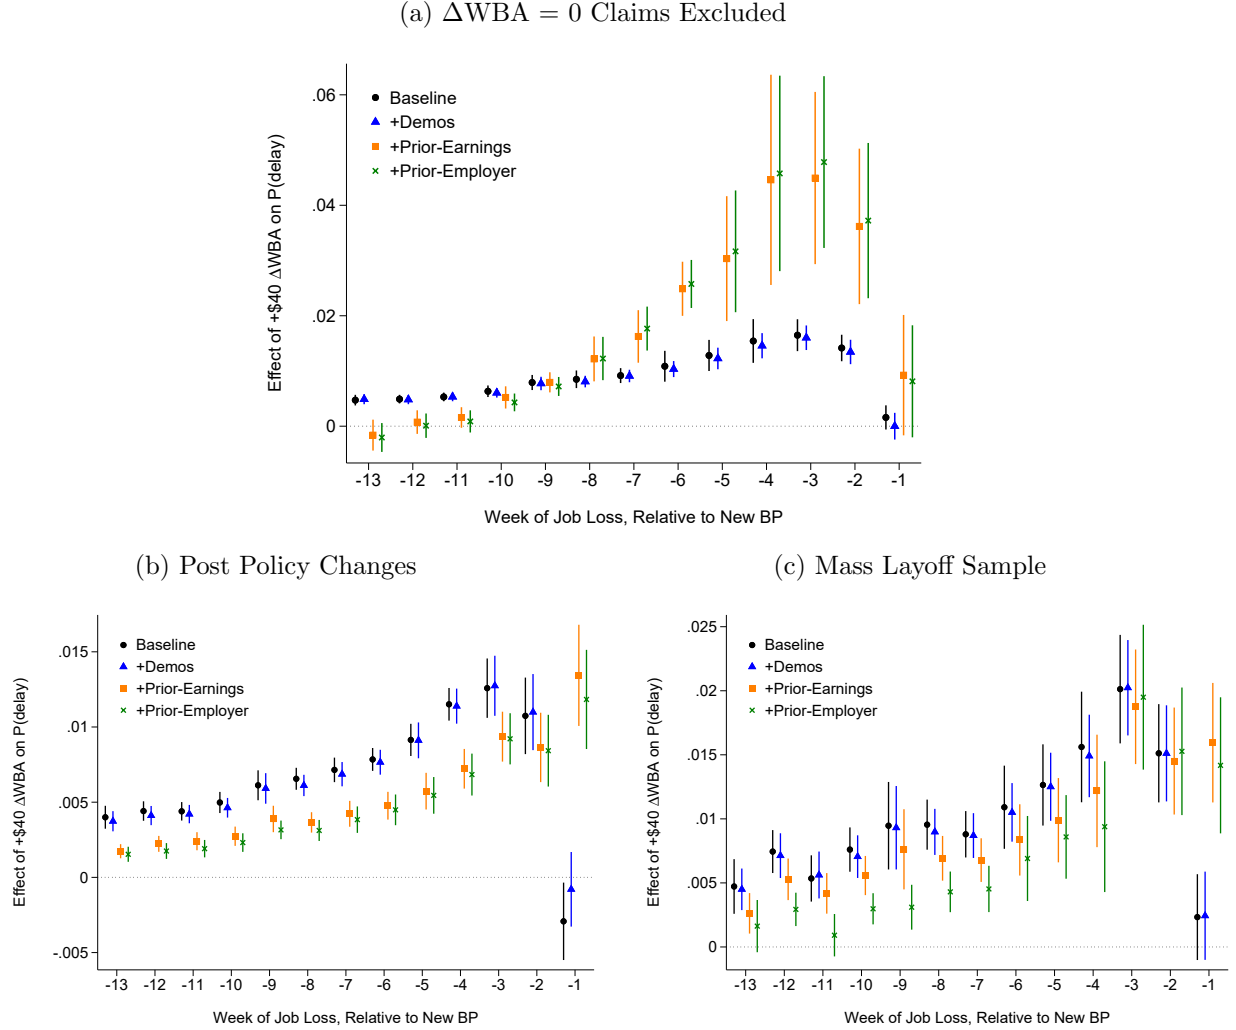 (a) ΔWBA = 0 Claims Excluded
Effect of +$40 ΔWBA on P(delay)
.06
.04
.02
0
Baseline
+Demos
+Prior-Earnings
+Prior-Employer
-13 -12 -11 -10 -9 -8 -7 -6 -5 -4 -3 -2 -1
Week of Job Loss, Relative to New BP
(b) Post Policy Changes
Effect of +$40 ΔWBA on P(delay)
.015
.01
.005
0
-.005
Baseline
+Demos
+Prior-Earnings
+Prior-Employer
-13 -12 -11 -10 -9 -8 -7 -6 -5 -4 -3 -2 -1
Week of Job Loss, Relative to New BP
(c) Mass Layoff Sample
Effect of +$40 ΔWBA on P(delay)
.025
.02
.015
.01
.005
0
Baseline
+Demos
+Prior-Earnings
+Prior-Employer
-13 -12 -11 -10 -9 -8 -7 -6 -5 -4 -3 -2 -1
Week of Job Loss, Relative to New BP